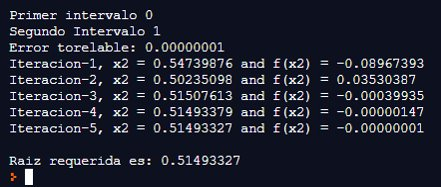 Primer intervalo 0
Segundo Intervalo 1
Error torelable: 0.00000001
Iteracion-1, x2 = 0.54739876 and f(x2) = -0.08967393
Iteracion-2, x2 = 0.50235098 and f(x2) = 0.03530387
Iteracion-3, x2 = 0.51507613 and f(x2) = -0.00039935
Iteracion-4, x2 = 0.51493379 and f(x2) = -0.00000147
Iteracion-5, x2 = 0.51493327 and f(x2) = -0.00000001
Raiz requerida es: 0.51493327